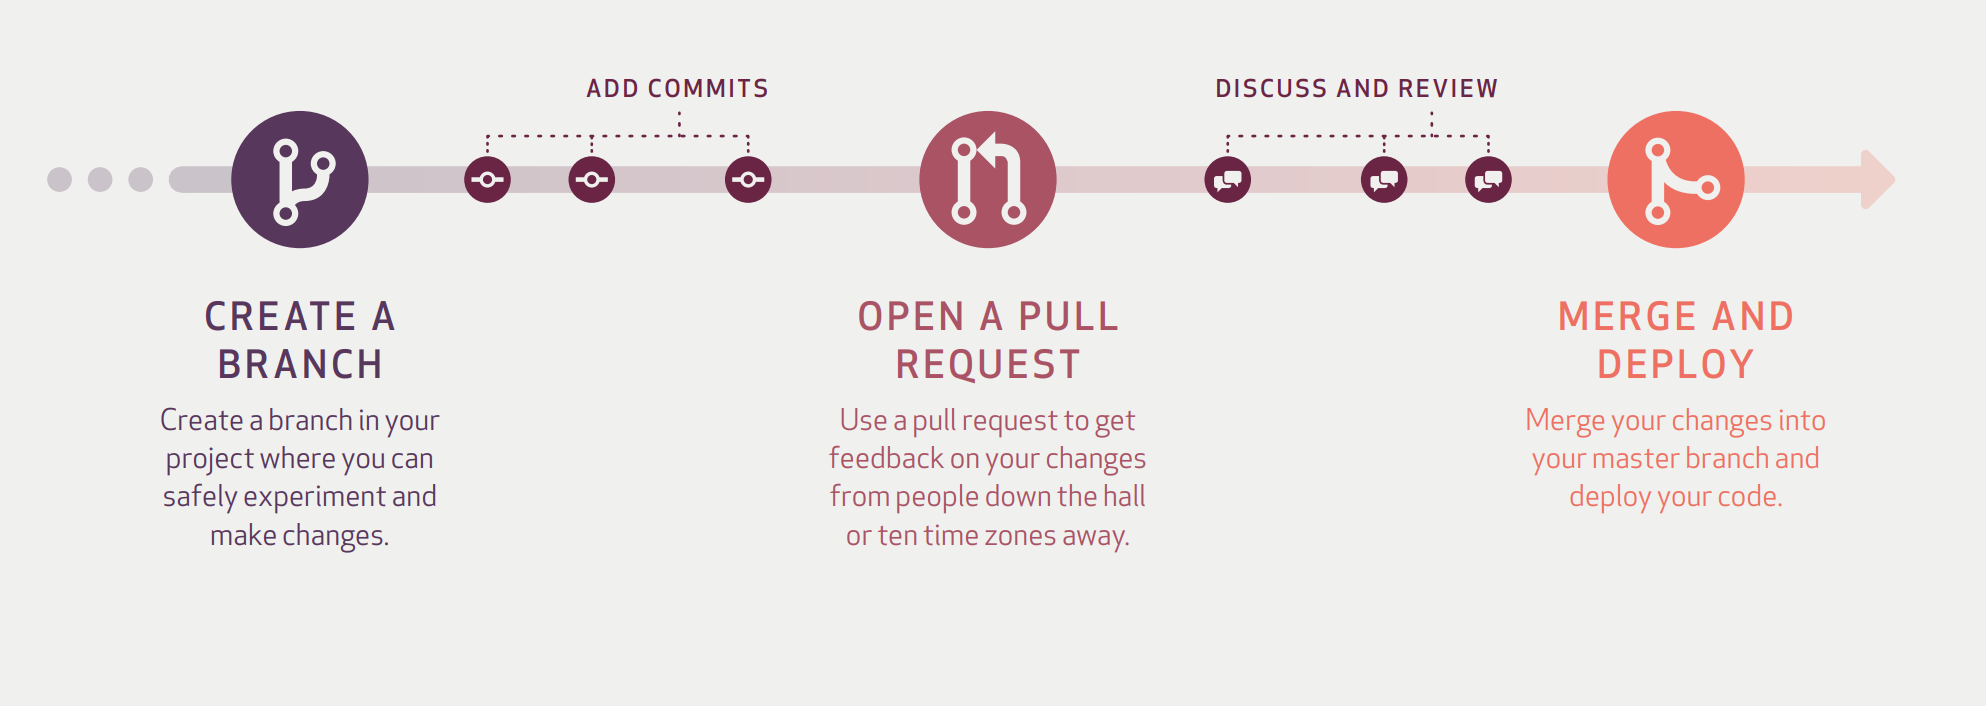 ADD COMMITS
DISCUSS AND REVIEW
CREATE A
BRANCH
Create a branch in your
project where you can
safely experiment and
make changes.
OPEN A PULL
REQUEST
Use a pull request to get
feedback on your changes
from people down the hall
or ten time zones away.
MERGE AND
DEPLOY
Merge your changes into
your master branch and
deploy your code.